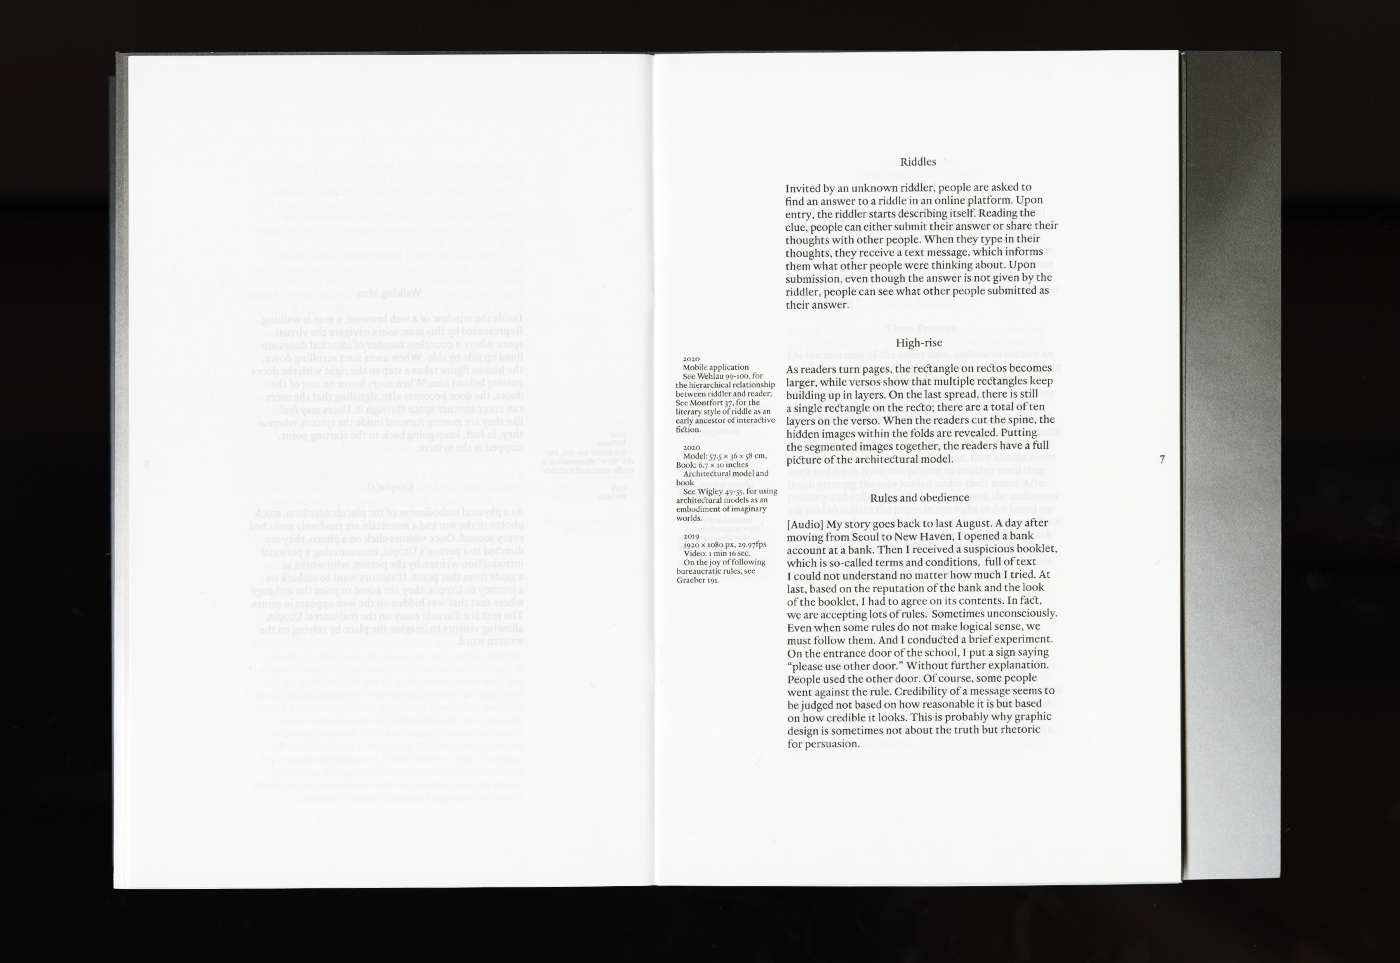 Riddles
Invited by an unknown riddler, people are asked to
find an answer to a riddle in an online platform. Upon
entry, the riddler starts describing itself. Reading the
clue, people can either submit their answer or share their
thoughts with other people. When they type in their
thoughts, they receive a text message, which informs
them what other people were thinking about. Upon
submission, even though the answer is not given by the
riddler, people can see what other people submitted as
their answer.
High-rise
As readers turn pages, the rectangle on rectos becomes
larger, while versos show that multiple rectangles keep
building up in layers. On the last spread, there is still
a single rectangle on the recto; there are a total of ten
layers on the verso. When the readers cut the spine, the
hidden images within the folds are revealed. Putting
the segmented images together, the readers have a full
picture of the architectural model.
Rules and obedience
[Audio] My story goes back to last August. A day after
moving from Seoul to New Haven, I opened a bank
account at a bank. Then I received a suspicious booklet,
which is so-called terms and conditions, full of text
I could not understand no matter how much I tried. At
last, based on the reputation of the bank and the look
of the booklet, I had to agree on its contents. In fact,
we are accepting lots of rules. Sometimes unconsciously.
Even when some rules do not make logical sense, we
must follow them. And I conducted a brief experiment.
On the entrance door of the school, I put a sign saying
“please use other door.” Without further explanation.
People used the other door. Of course, some people
went against the rule. Credibility of a message seems to
be judged not based on how reasonable it is but based
on how credible it looks. This is probably why graphic
design is sometimes not about the truth but rhetoric
for persuasion.
2020
Mobile application
See Wehlau 99-100, for
the hierarchical relationship
between riddler and reader;
See Montfort 37, for the
literary style of riddle as an
early ancestor of interactive
fiction.
2020
Model: 57.5 × 36 × 58 cm,
Book: 6.7 × 10 inches
Architectural model and
book
See Wigley 49-55, for using
architectural models as an
embodiment of imaginary
worlds.
2019
1920 × 1080 px, 29.97fps
Video: 1 min 16 sec.
On the joy of following
bureaucratic rules, see
Graeber 191.
7